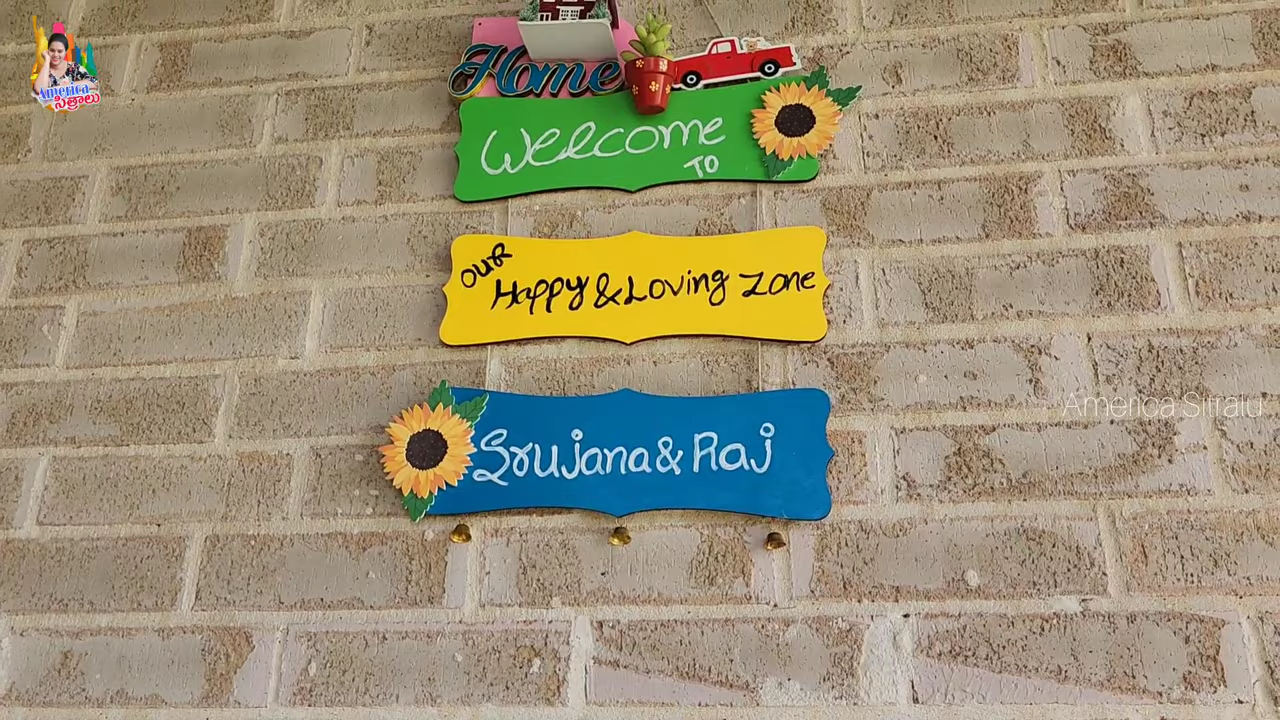 America
సిత్రాలు
Home
Welcome
TO
OUR
Happy & Loving Zone
Srujana & Raj
America Sitralu